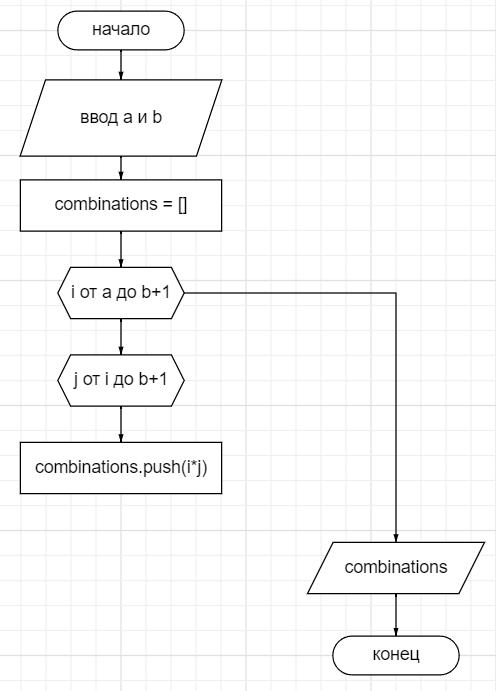 начало
ввод a и b
combinations = []
i от a до b+1
j от i до b+1
combinations.push(i*j)
combinations
конец